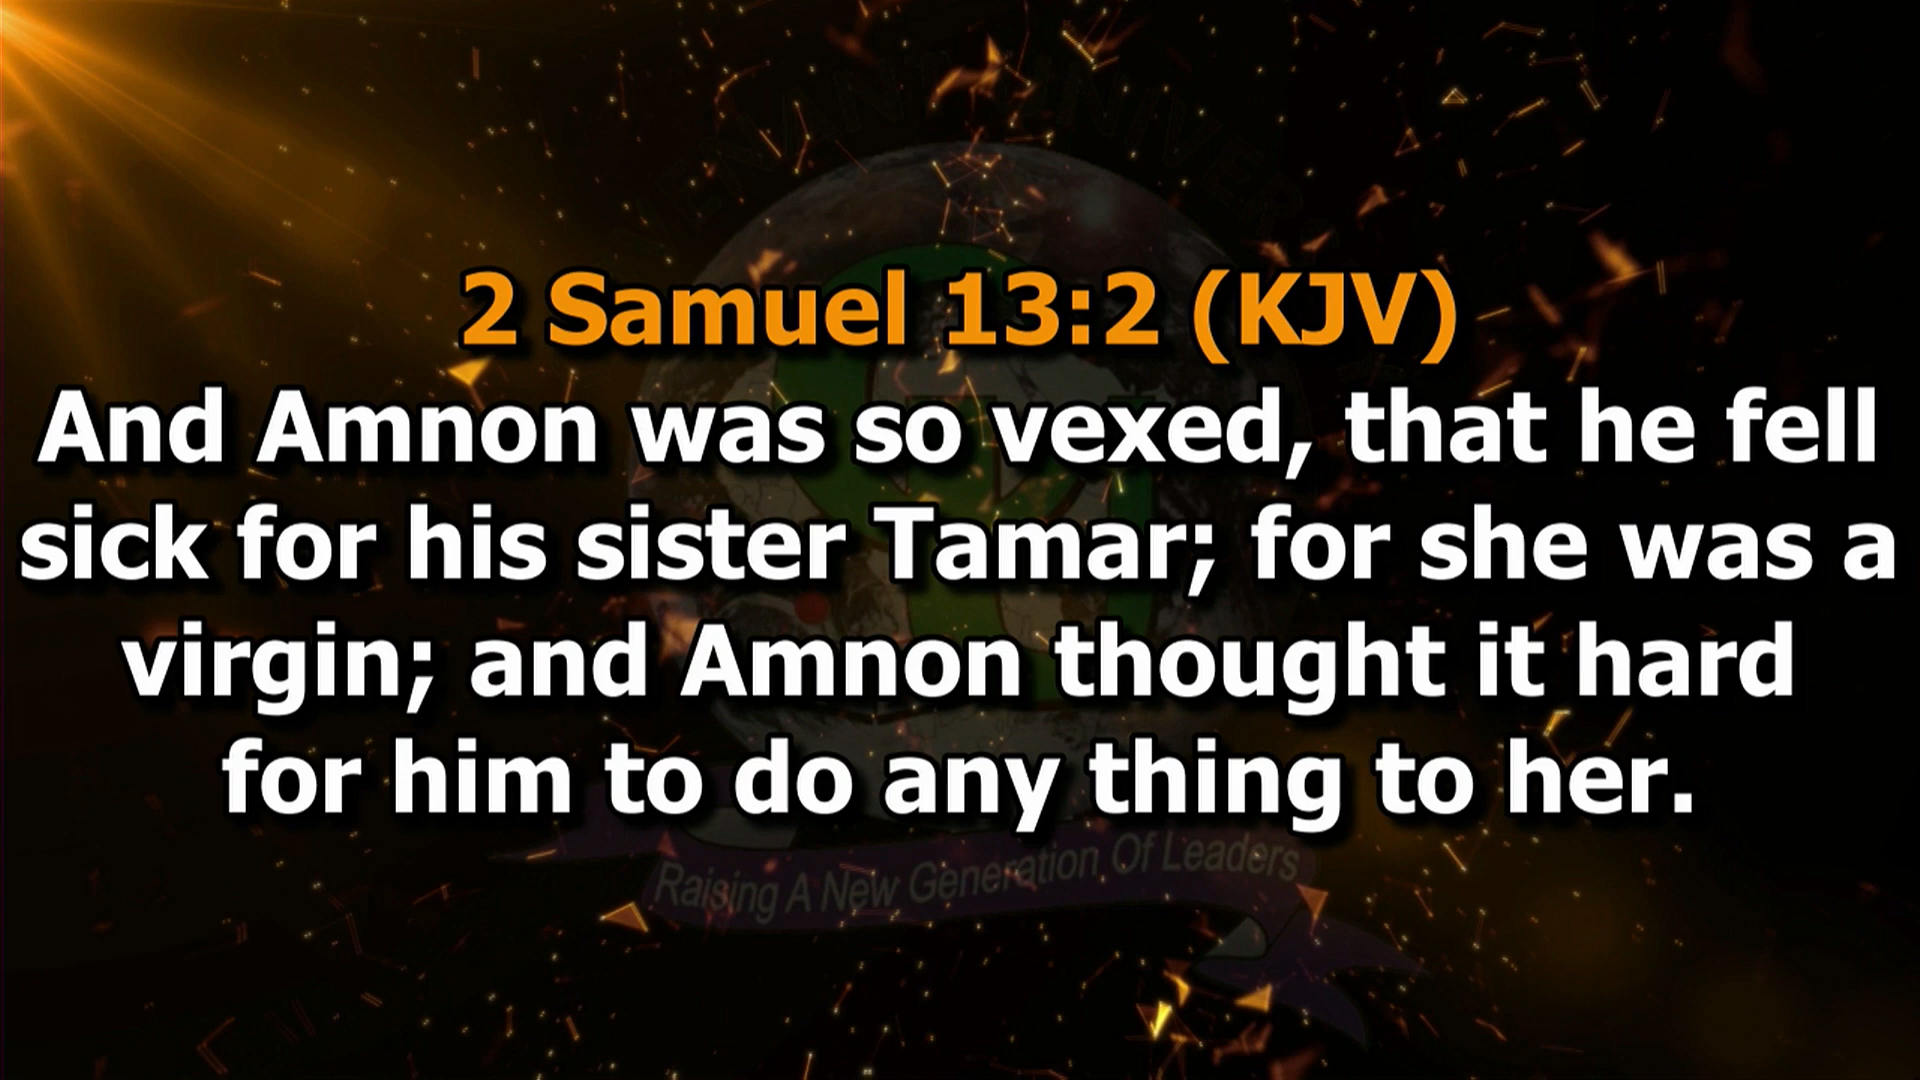 2 Samuel 13:2 (KJV)
And Amnon was so vexed, that he fell
sick for his sister Tamar; for she was a
virgin; and Amnon thought it hard
for him to do any thing to her.
Raising A New Generation Of Leaders